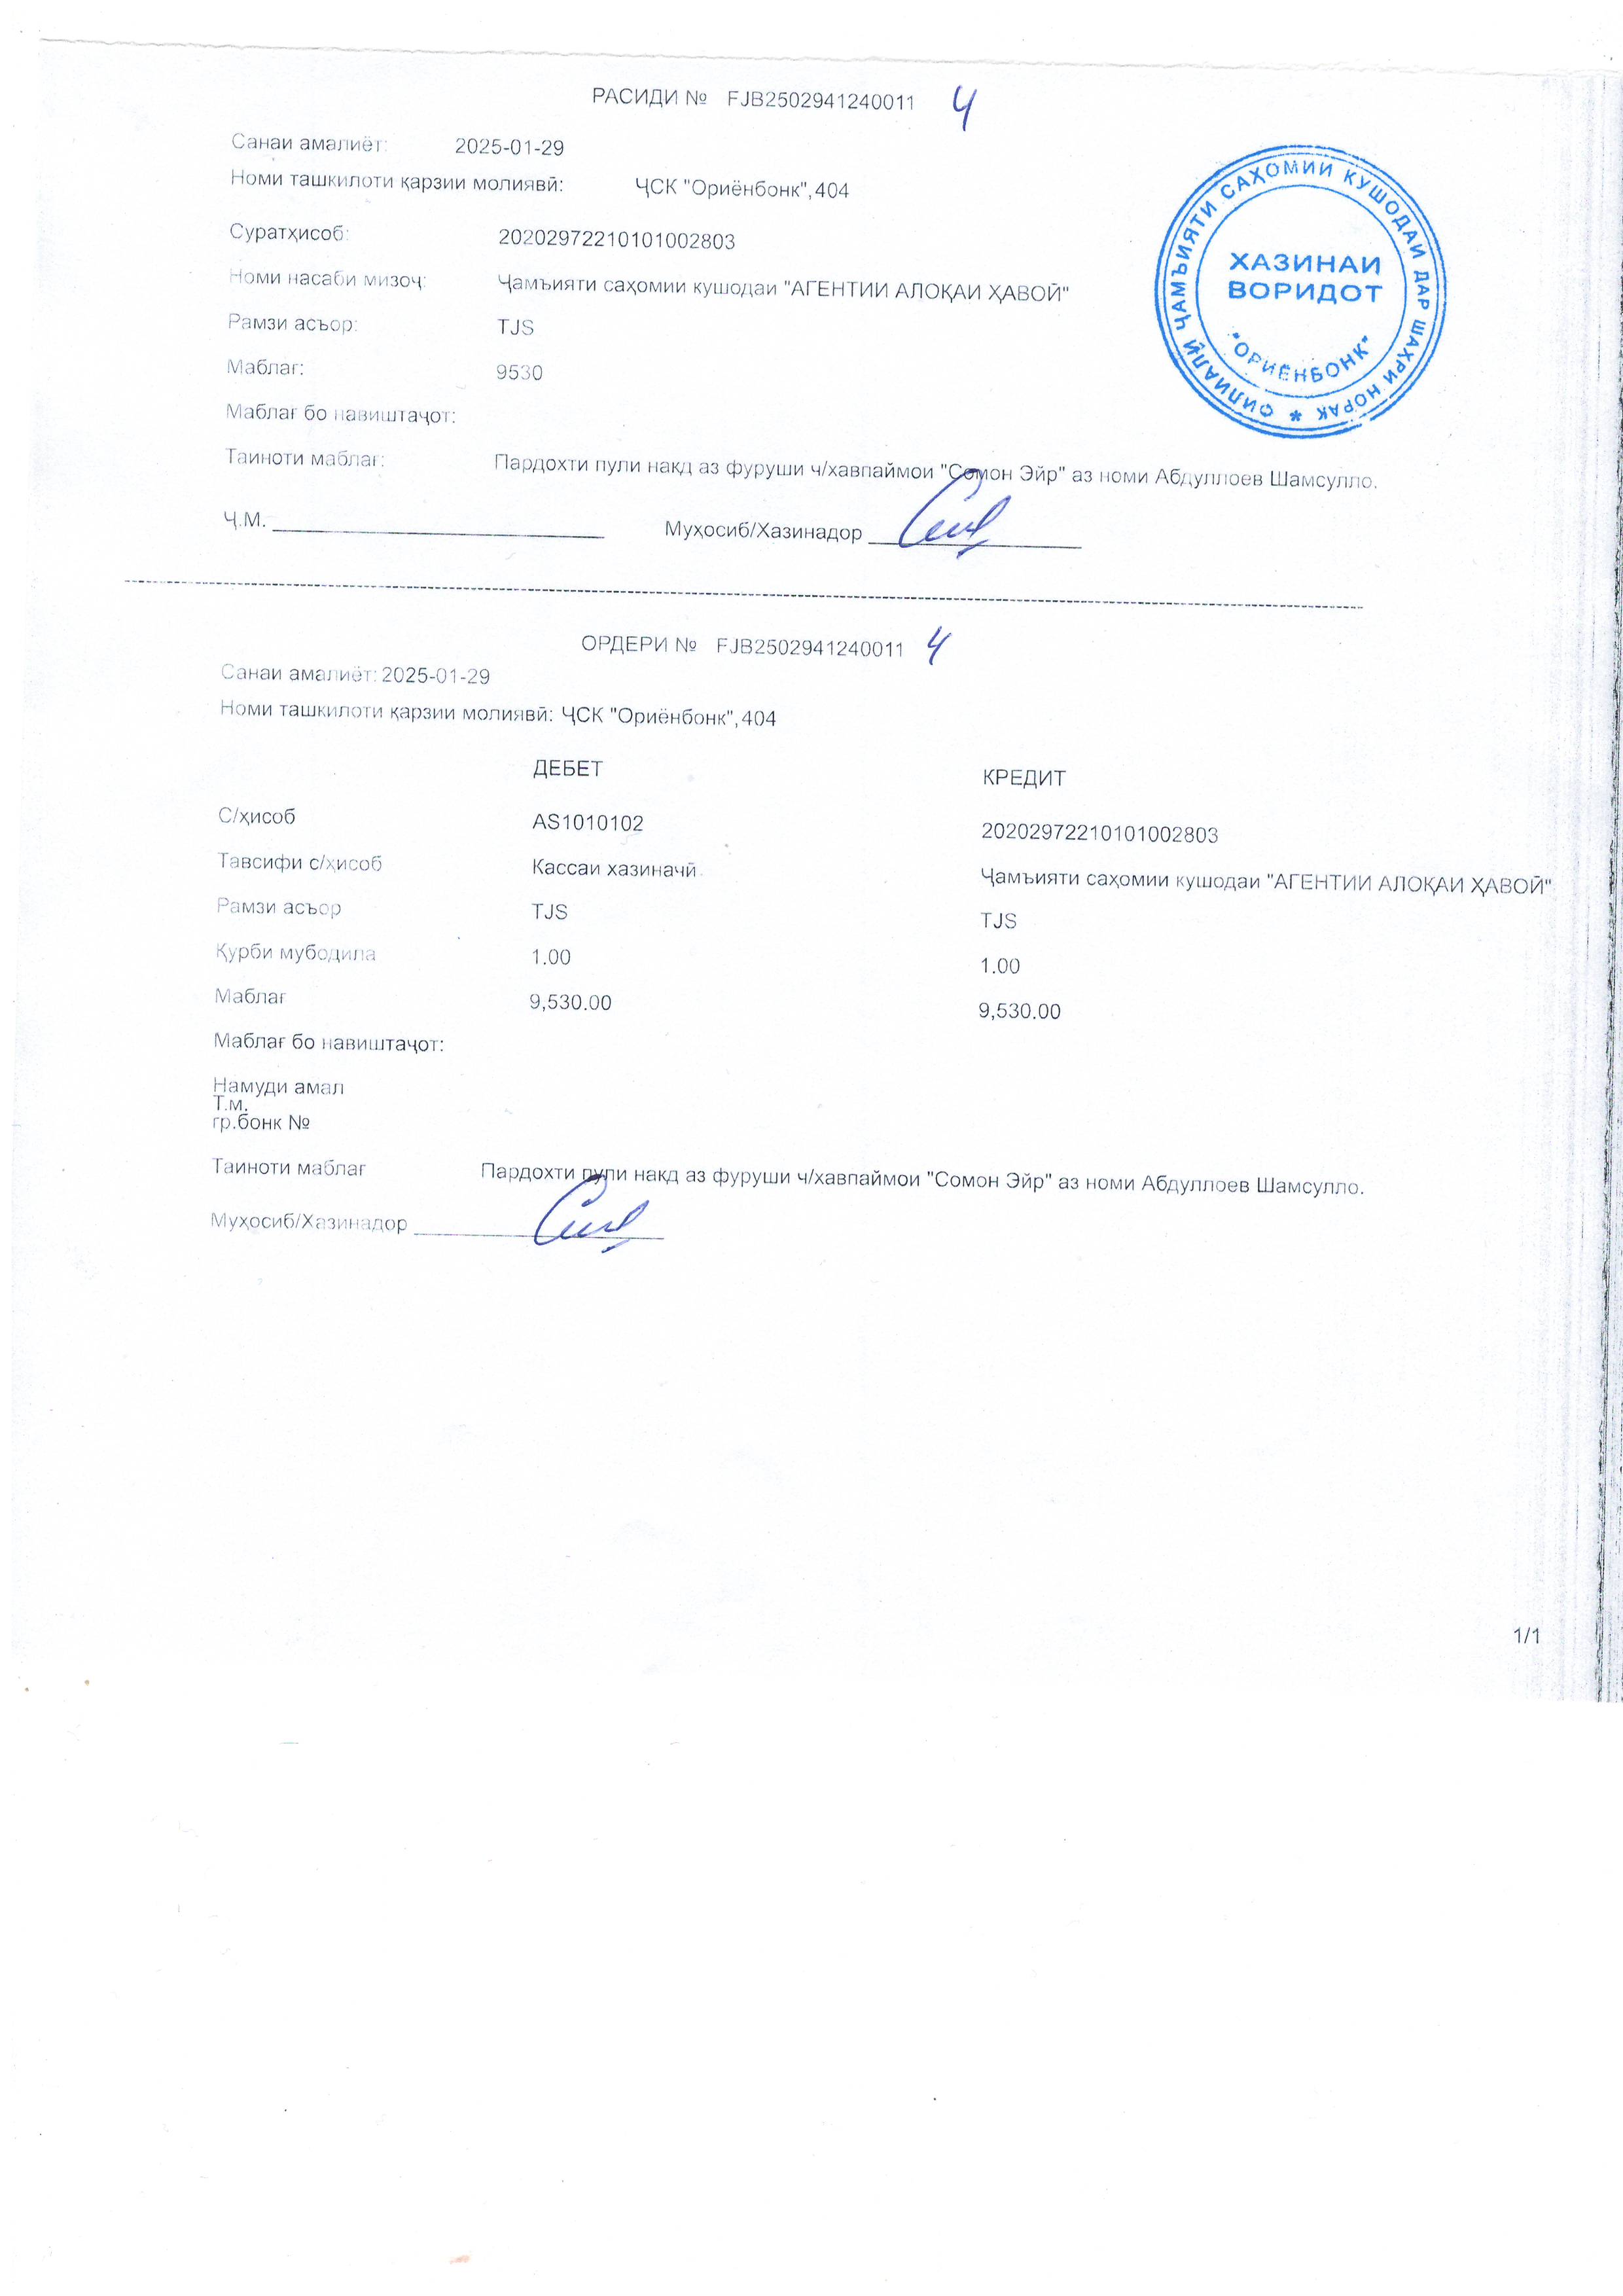 РАСИДИ № FJB2502941240011 4
Санаи амалиёт: 2025-01-29
Номи ташкилоти қарзии молиявӣ: ҶСК "Ориёнбонк",404
Суратҳисоб: 20202972210101002803
Номи насаби мизоҷ: Ҷамъияти саҳомии кушодаи "АГЕНТИИ АЛОҚАИ ҲАВОӢ"
Рамзи асъор: TJS
Маблағ: 9530
Маблағ бо навиштаҷот:
Таиноти маблағ: Пардохти пули накд аз фуруши ч/хавпаймои "Сомон Эйр" аз номи Абдуллоев Шамсулло.
Ҷ.М. Муҳосиб/Хазинадор
ФИЛИАЛИ ҶАМЪИЯТИ САҲОМИИ КУШОДАИ ДАР ШАҲРИ НОРАК *
ХАЗИНАИ
ВОРИДОТ
"ОРИЁНБОНК"
ОРДЕРИ № FJB2502941240011 4
Санаи амалиёт: 2025-01-29
Номи ташкилоти қарзии молиявӣ: ҶСК "Ориёнбонк",404
ДЕБЕТ КРЕДИТ
С/ҳисоб AS1010102 20202972210101002803
Тавсифи с/ҳисоб Кассаи хазиначӣ Ҷамъияти саҳомии кушодаи "АГЕНТИИ АЛОҚАИ ҲАВОӢ"
Рамзи асъор TJS TJS
Қурби мубодила 1.00 1.00
Маблағ 9,530.00 9,530.00
Маблағ бо навиштаҷот:
Намуди амал
Т.м.
гр.бонк №
Таиноти маблағ Пардохти пули накд аз фуруши ч/хавпаймои "Сомон Эйр" аз номи Абдуллоев Шамсулло.
Муҳосиб/Хазинадор
1/1